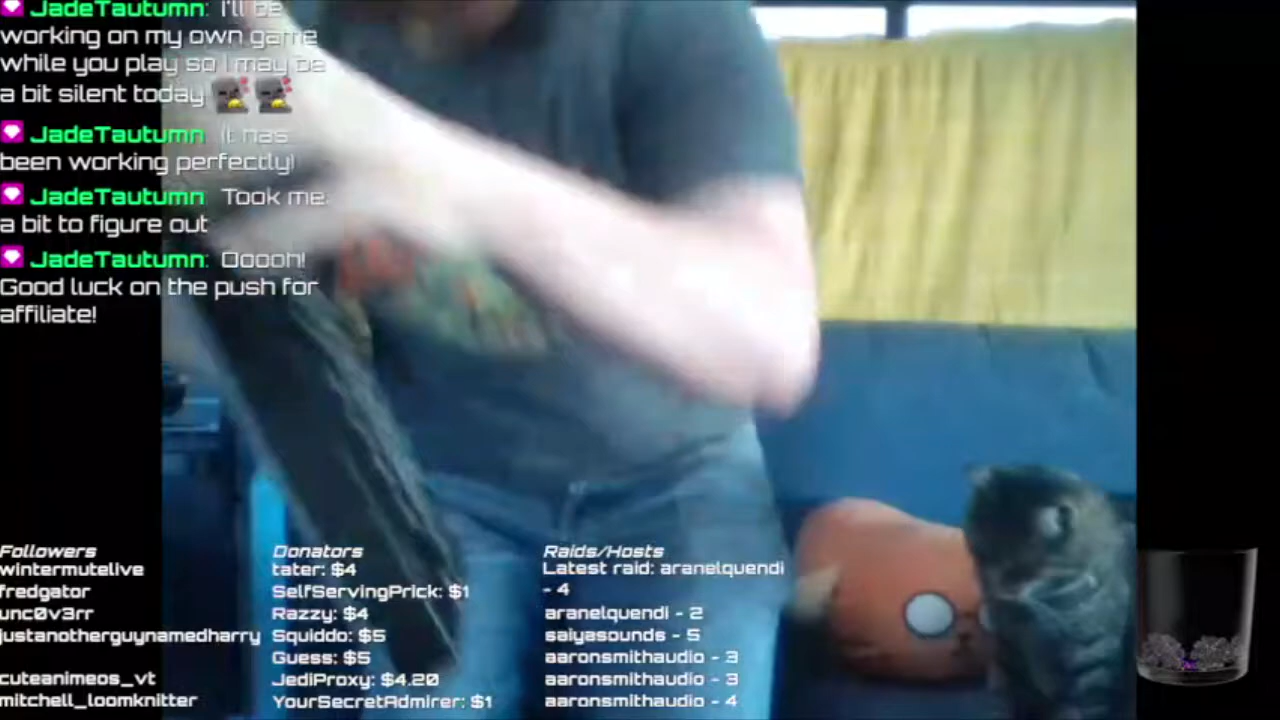 JadeTautumn: I'll be
working on my own game
while you play so I may be
a bit silent today
JadeTautumn: It has
been working perfectly!
JadeTautumn: Took me
a bit to figure out
JadeTautumn: Ooooh!
Good luck on the push for
affiliate!
Followers
wintermutelive
fredgator
unc0v3rr
justanotherguynamedharry
cuteanimeos_vt
mitchell_loomknitter
Donators
tater: $4
SelfServingPrick: $1
Razzy: $4
Squiddo: $5
Guess: $5
JediProxy: $4.20
YourSecretAdmirer: $1
Raids/Hosts
Latest raid: aranelquendi
- 4
aranelquendi - 2
saiyasounds - 5
aaronsmithaudio - 3
aaronsmithaudio - 3
aaronsmithaudio - 4